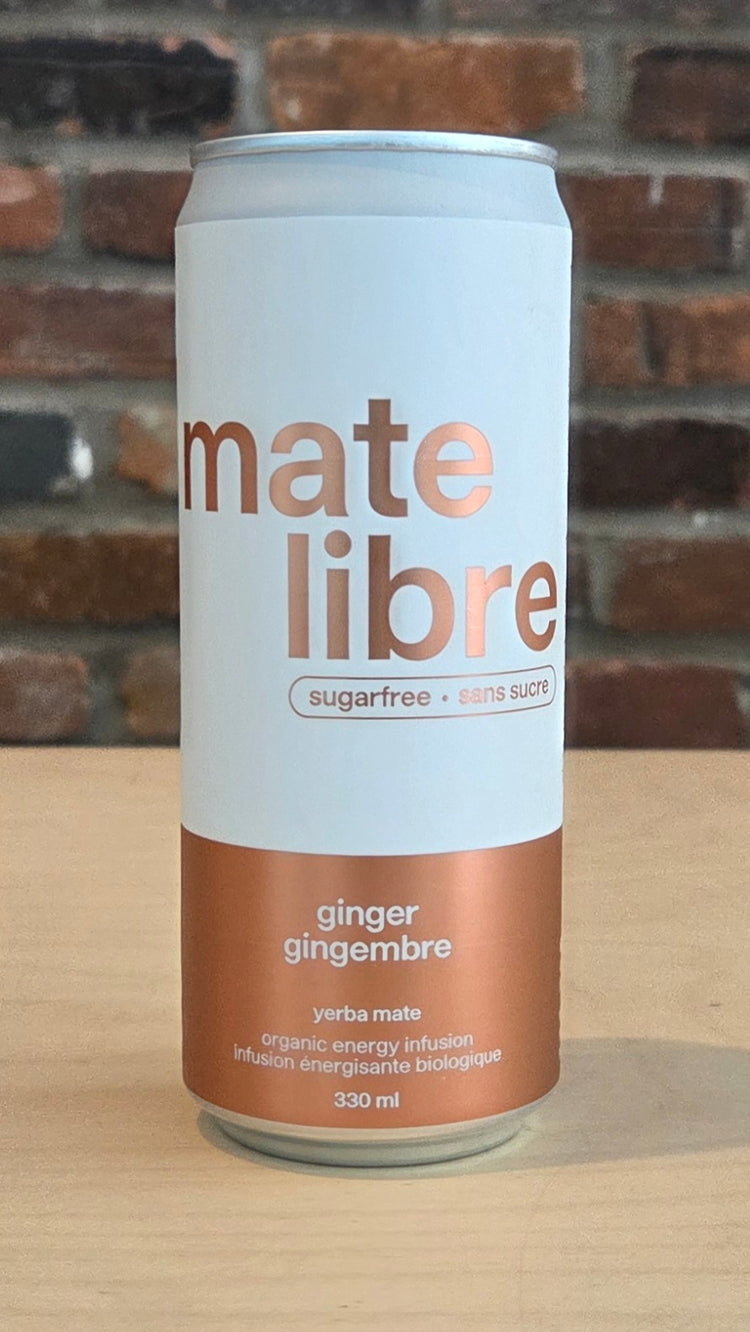 mate
libre
sugarfree • sans sucre
ginger
gingembre
yerba mate
organic energy infusion
infusion énergisante biologique
330 ml